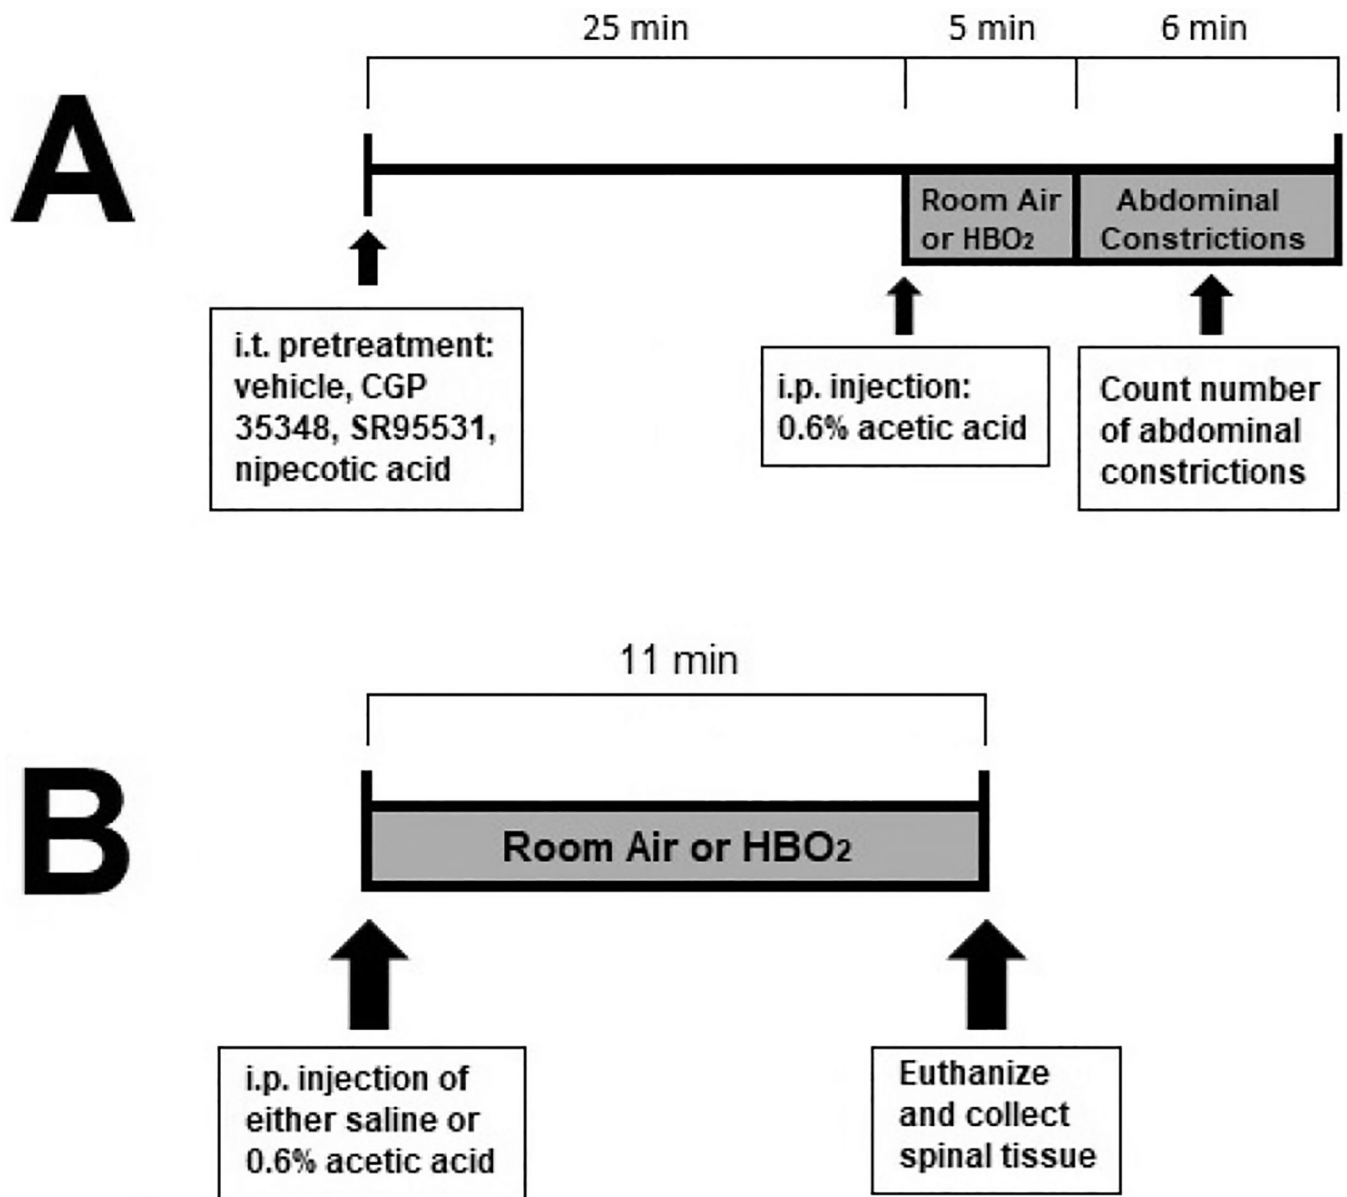 25 min
5 min
6 min
A
Room Air
or HBO2
Abdominal
Constrictions
i.t. pretreatment:
vehicle, CGP
35348, SR95531,
nipecotic acid
i.p. injection:
0.6% acetic acid
Count number
of abdominal
constrictions
11 min
B
Room Air or HBO2
i.p. injection of
either saline or
0.6% acetic acid
Euthanize
and collect
spinal tissue